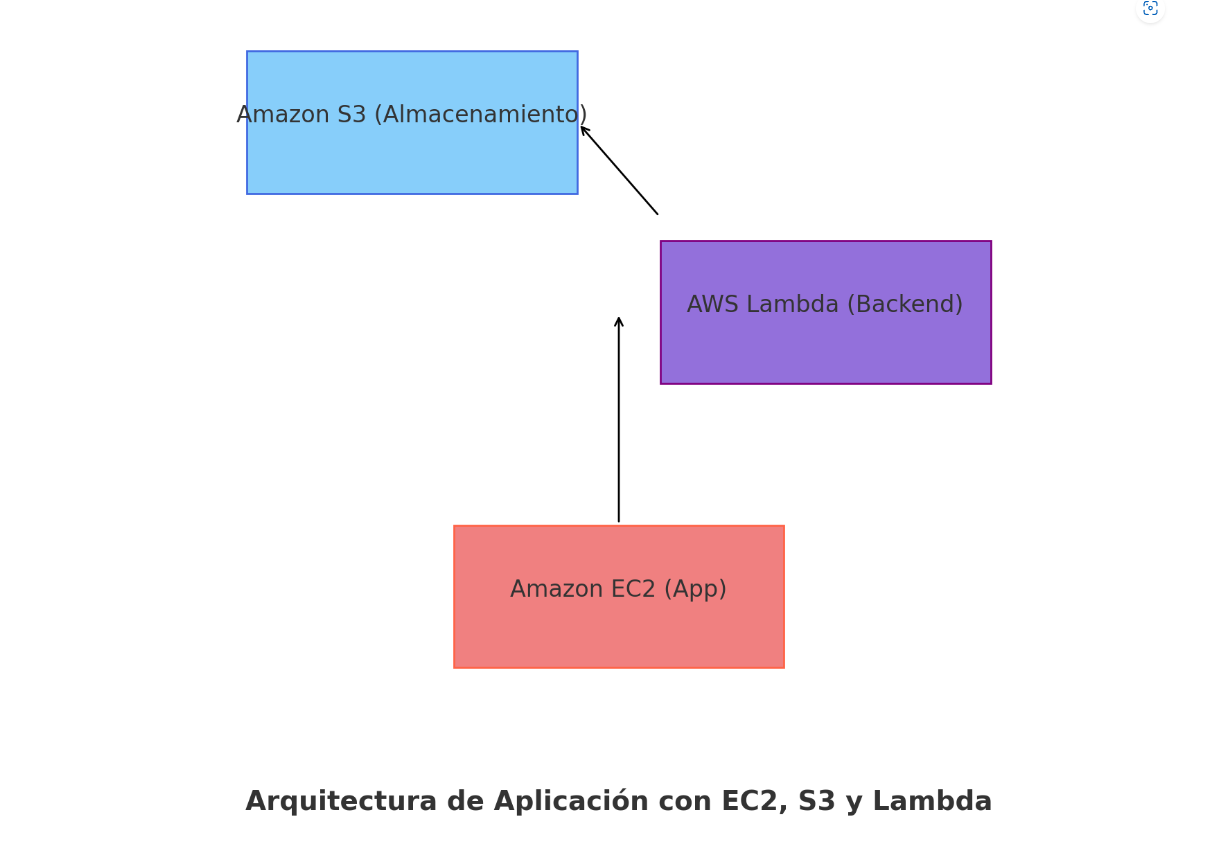 Amazon S3 (Almacenamiento)
AWS Lambda (Backend)
Amazon EC2 (App)
Arquitectura de Aplicación con EC2, S3 y Lambda